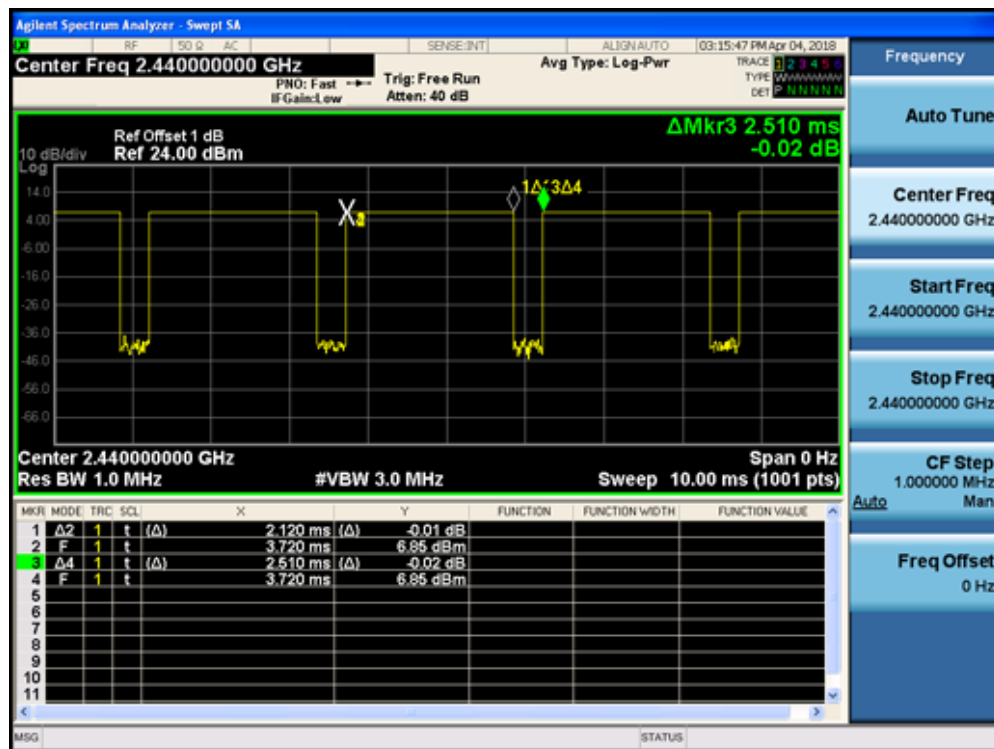 Agilent Spectrum Analyzer - Swept SA
RF 50 Ω AC SENSE:INT ALIGN AUTO 03:15:47 PM Apr 04, 2018
Center Freq 2.440000000 GHz
PNO: Fast
IFGain:Low
Trig: Free Run
Atten: 40 dB
Avg Type: Log-Pwr
TRACE 1 2 3 4 5 6
TYPE
DET P N N N N N
ΔMkr3 2.510 ms
-0.02 dB
Ref Offset 1 dB
10 dB/div Ref 24.00 dBm
Log
14.0
4.00
-6.00
-16.0
-26.0
-36.0
-46.0
-56.0
-66.0
3Δ4
Center 2.440000000 GHz Span 0 Hz
Res BW 1.0 MHz #VBW 3.0 MHz Sweep 10.00 ms (1001 pts)
MKR MODE TRC SCL X Y FUNCTION FUNCTION WIDTH FUNCTION VALUE
1 Δ2 1 t (Δ) 2.120 ms (Δ) -0.01 dB
2 F 1 t 3.720 ms 6.85 dBm
3 Δ4 1 t (Δ) 2.510 ms (Δ) -0.02 dB
4 F 1 t 3.720 ms 6.85 dBm
5
6
7
8
9
10
11
MSG STATUS
Frequency
Auto Tune
Center Freq
2.440000000 GHz
Start Freq
2.440000000 GHz
Stop Freq
2.440000000 GHz
CF Step
1.000000 MHz
Auto Man
Freq Offset
0 Hz